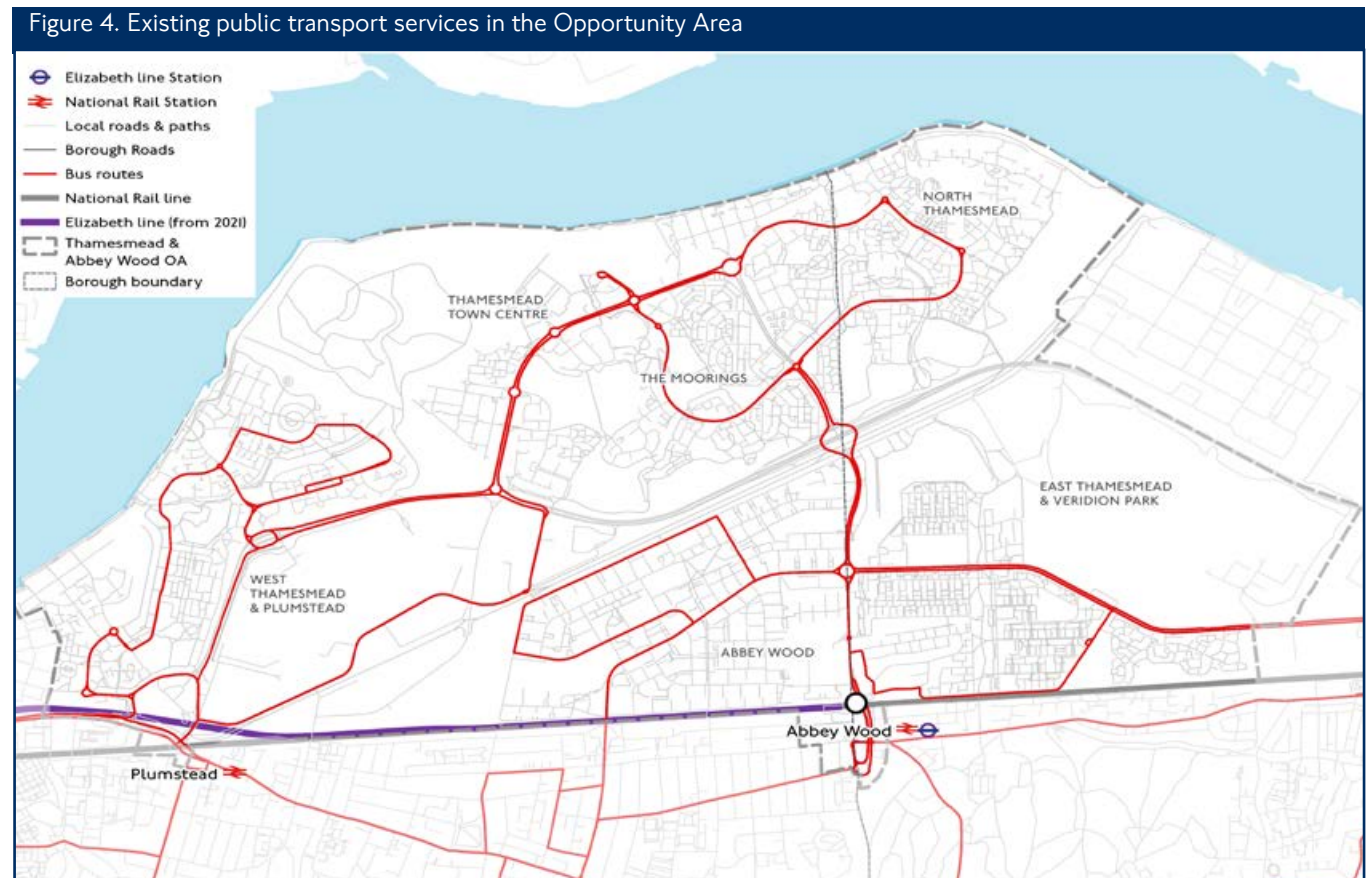 Figure 4. Existing public transport services in the Opportunity Area
Elizabeth line Station
National Rail Station
Local roads & paths
Borough Roads
Bus routes
National Rail line
Elizabeth line (from 2021)
Thamesmead &
Abbey Wood OA
Borough boundary
NORTH
THAMESMEAD
THAMESMEAD
TOWN CENTRE
THE MOORINGS
EAST THAMESMEAD
& VERIDION PARK
WEST
THAMESMEAD
& PLUMSTEAD
ABBEY WOOD
Abbey Wood
Plumstead